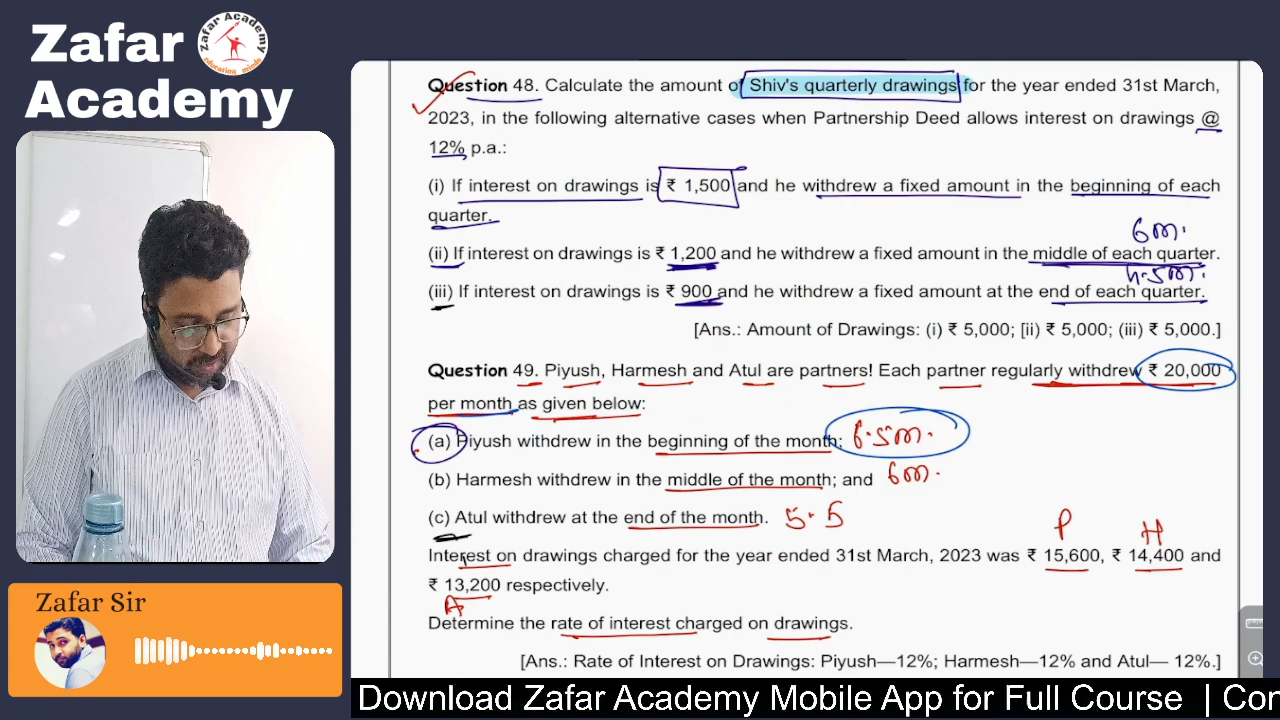 Zafar
Academy
Zafar Academy
educating minds
Question 48. Calculate the amount of Shiv's quarterly drawings for the year ended 31st March,
2023, in the following alternative cases when Partnership Deed allows interest on drawings @
12% p.a.:
(i) If interest on drawings is ₹ 1,500 and he withdrew a fixed amount in the beginning of each
quarter.
6m.
(ii) If interest on drawings is ₹ 1,200 and he withdrew a fixed amount in the middle of each quarter.
4.5m.
(iii) If interest on drawings is ₹ 900 and he withdrew a fixed amount at the end of each quarter.
[Ans.: Amount of Drawings: (i) ₹ 5,000; [ii) ₹ 5,000; (iii) ₹ 5,000.]
Question 49. Piyush, Harmesh and Atul are partners! Each partner regularly withdrew ₹ 20,000
per month as given below:
(a) Piyush withdrew in the beginning of the month; 6.5m.
(b) Harmesh withdrew in the middle of the month; and 6m.
(c) Atul withdrew at the end of the month. 5.5
P H
Interest on drawings charged for the year ended 31st March, 2023 was ₹ 15,600, ₹ 14,400 and
₹ 13,200 respectively.
A
Determine the rate of interest charged on drawings.
[Ans.: Rate of Interest on Drawings: Piyush—12%; Harmesh—12% and Atul— 12%.]
Zafar Sir
Download Zafar Academy Mobile App for Full Course | Con